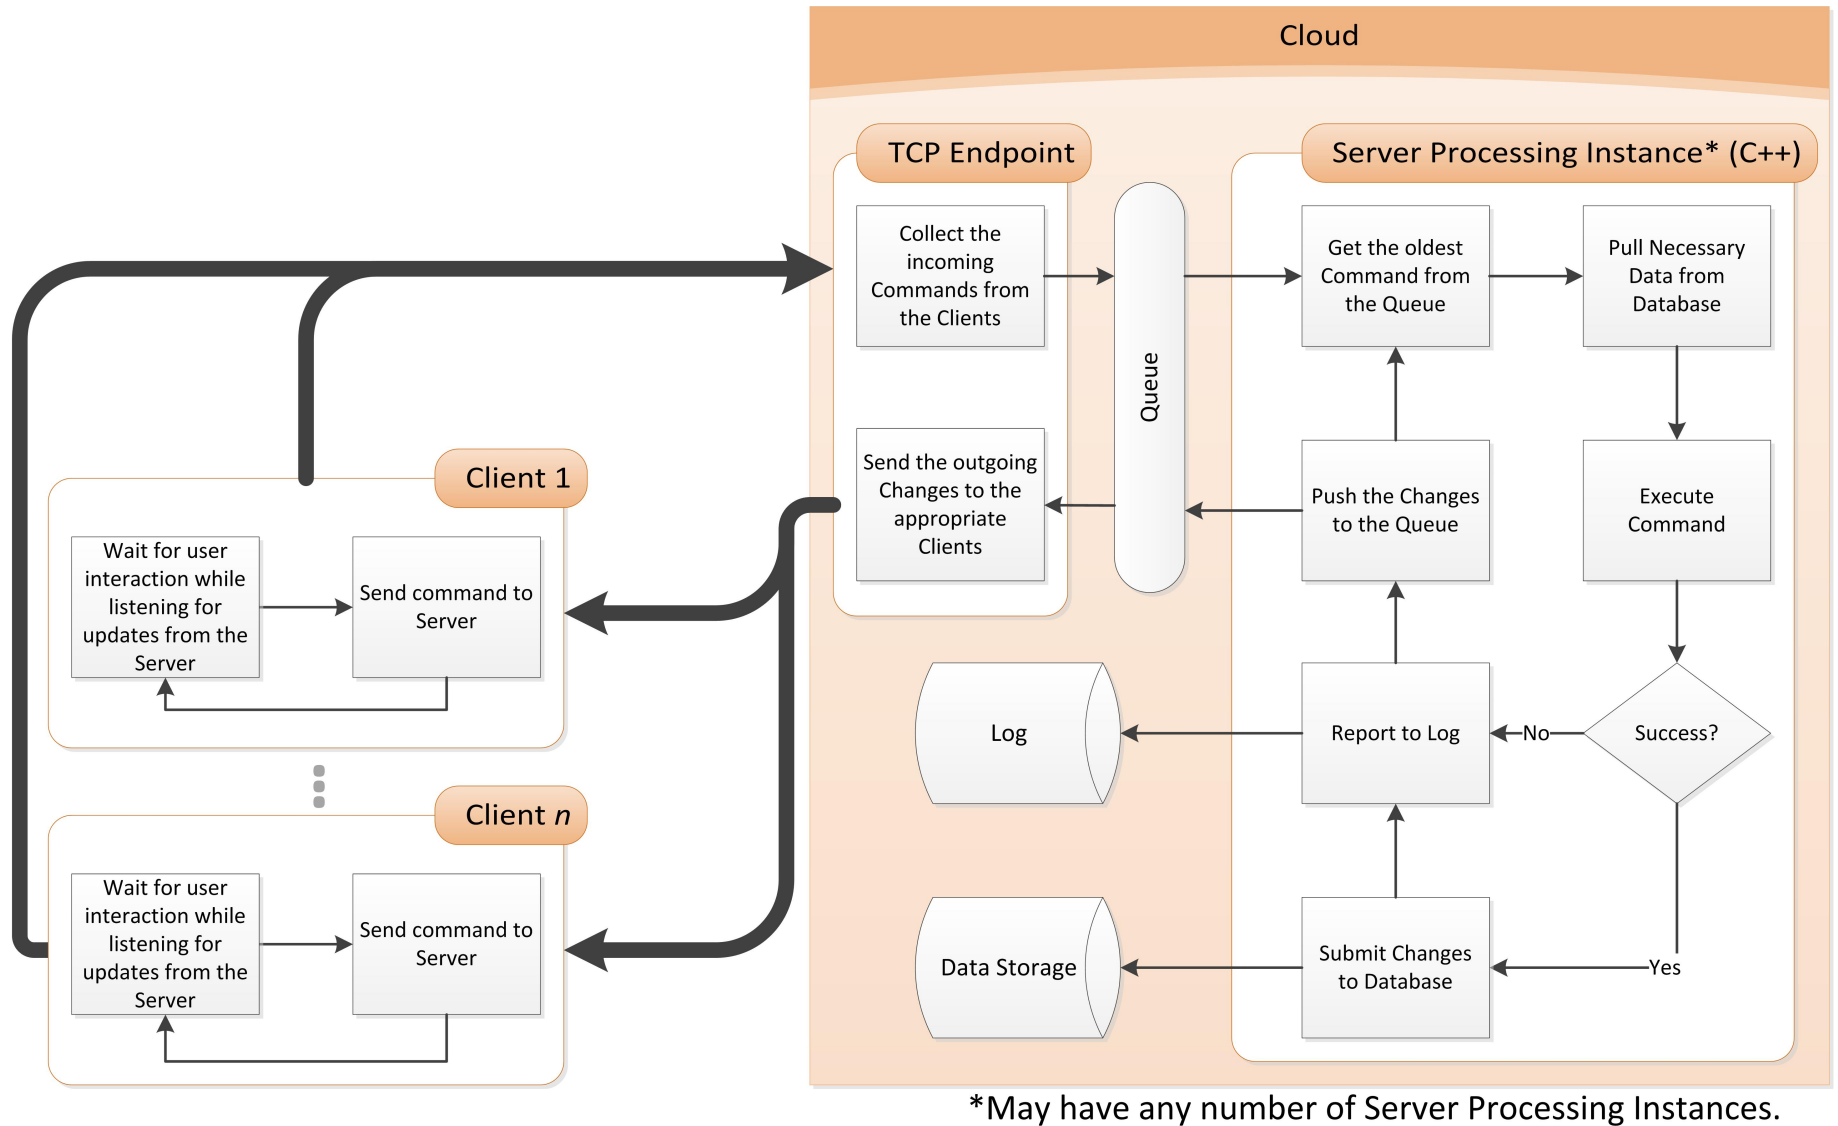 Cloud
TCP Endpoint
Server Processing Instance* (C++)
Collect the
incoming
Commands from
the Clients
Queue
Get the oldest
Command from
the Queue
Pull Necessary
Data from
Database
Send the outgoing
Changes to the
appropriate
Clients
Push the Changes
to the Queue
Execute
Command
Client 1
Wait for user
interaction while
listening for
updates from the
Server
Send command to
Server
Log
Report to Log
No
Success?
Client n
Wait for user
interaction while
listening for
updates from the
Server
Send command to
Server
Data Storage
Submit Changes
to Database
Yes
*May have any number of Server Processing Instances.